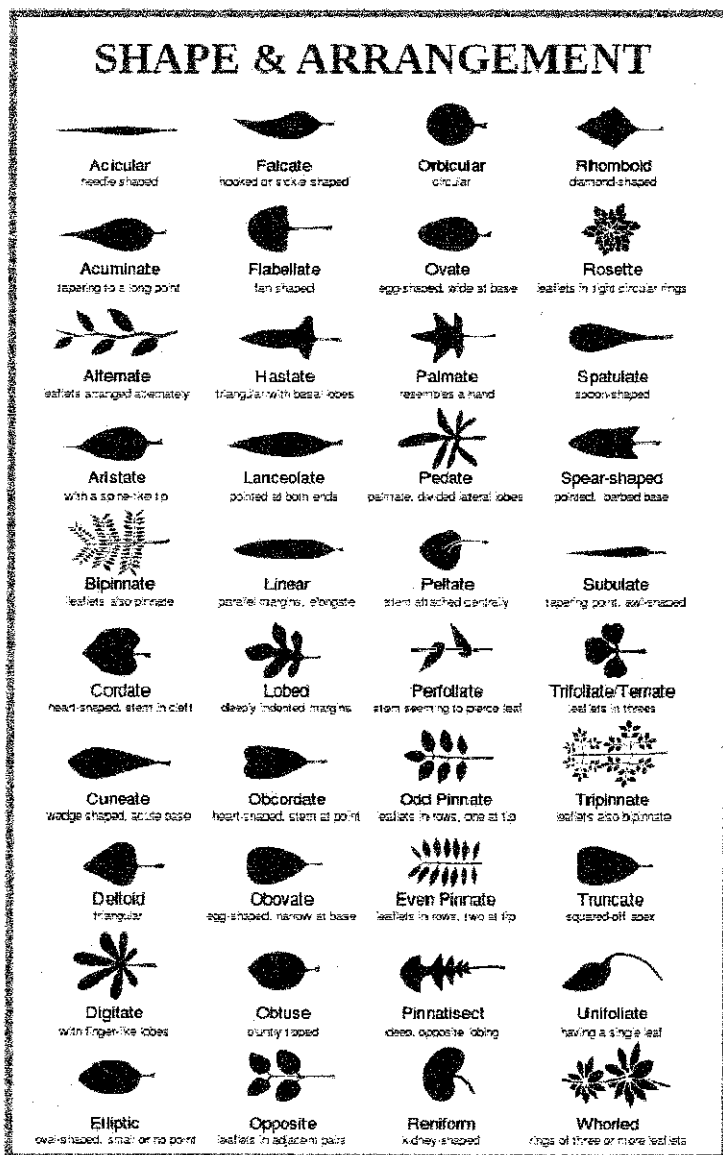 SHAPE & ARRANGEMENT
Acicular Falcate Orbicular Rhomboid
needle shaped hooked or sickle shaped circular diamond-shaped
Acuminate Flabellate Ovate Rosette
tapering to a long point fan shaped egg-shaped, wide at base leaflets in tight circular rings
Alternate Hastate Palmate Spatulate
leaflets arranged alternately triangular with basal lobes resembles a hand spoon-shaped
Aristate Lanceolate Pedate Spear-shaped
with a spine-like tip pointed at both ends palmate, divided lateral lobes pointed, barbed base
Bipinnate Linear Peltate Subulate
leaflets also pinnate parallel margins, elongate stem attached centrally tapering point, awl-shaped
Cordate Lobed Perfoliate Trifoliate/Ternate
heart-shaped, stem in cleft deeply indented margins stem seeming to pierce leaf leaflets in threes
Cuneate Obcordate Odd Pinnate Tripinnate
wedge shaped, acute base heart-shaped, stem at point leaflets in rows, one at tip leaflets also bipinnate
Deltoid Obovate Even Pinnate Truncate
triangular egg-shaped, narrow at base leaflets in rows, two at tip squared-off apex
Digitate Obtuse Pinnatisect Unifoliate
with finger-like lobes bluntly tipped deep, opposite lobing having a single leaf
Elliptic Opposite Reniform Whorled
oval-shaped, small or no point leaflets in adjacent pairs kidney-shaped rings of three or more leaflets